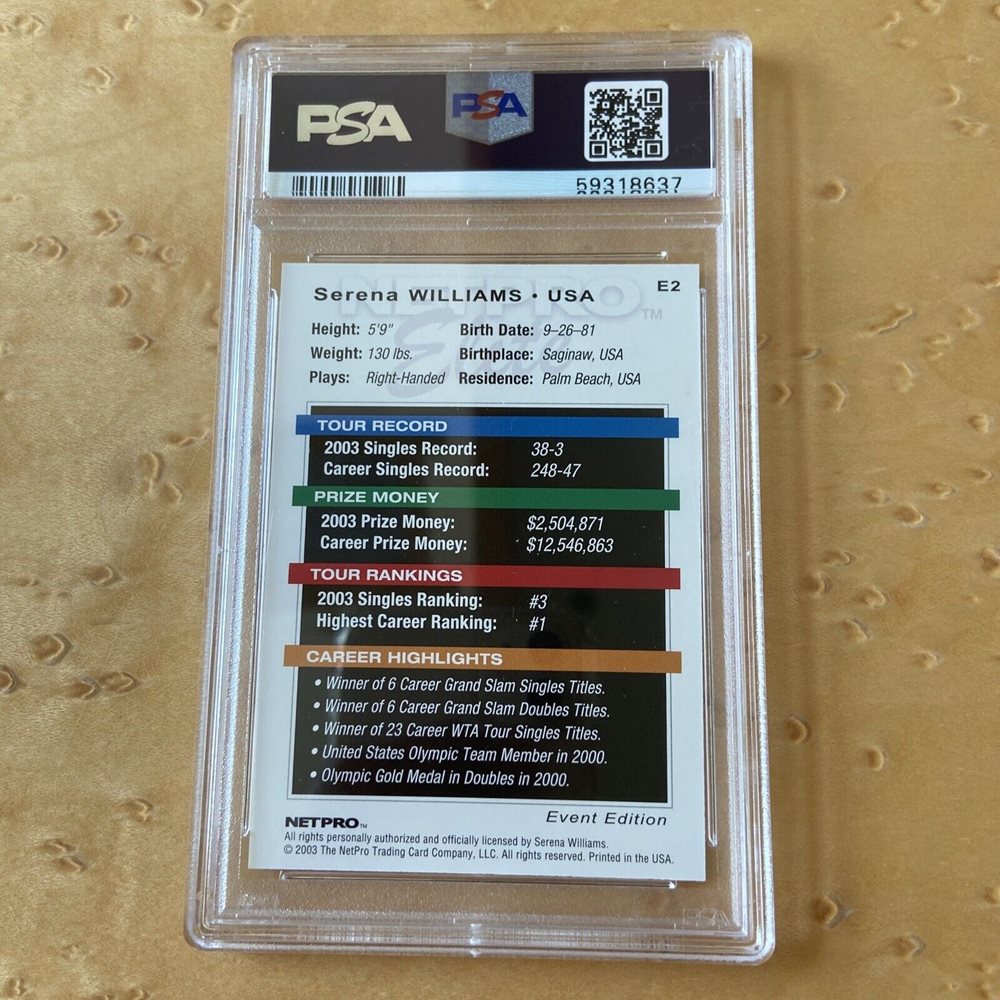 PSA PSA
59318637
NETPRO TM
Elite
Serena WILLIAMS • USA E2
Height: 5'9" Birth Date: 9–26–81
Weight: 130 lbs. Birthplace: Saginaw, USA
Plays: Right-Handed Residence: Palm Beach, USA
TOUR RECORD
2003 Singles Record: 38-3
Career Singles Record: 248-47
PRIZE MONEY
2003 Prize Money: $2,504,871
Career Prize Money: $12,546,863
TOUR RANKINGS
2003 Singles Ranking: #3
Highest Career Ranking: #1
CAREER HIGHLIGHTS
• Winner of 6 Career Grand Slam Singles Titles.
• Winner of 6 Career Grand Slam Doubles Titles.
• Winner of 23 Career WTA Tour Singles Titles.
• United States Olympic Team Member in 2000.
• Olympic Gold Medal in Doubles in 2000.
Event Edition
NETPRO TM
All rights personally authorized and officially licensed by Serena Williams.
© 2003 The NetPro Trading Card Company, LLC. All rights reserved. Printed in the USA.
PSA